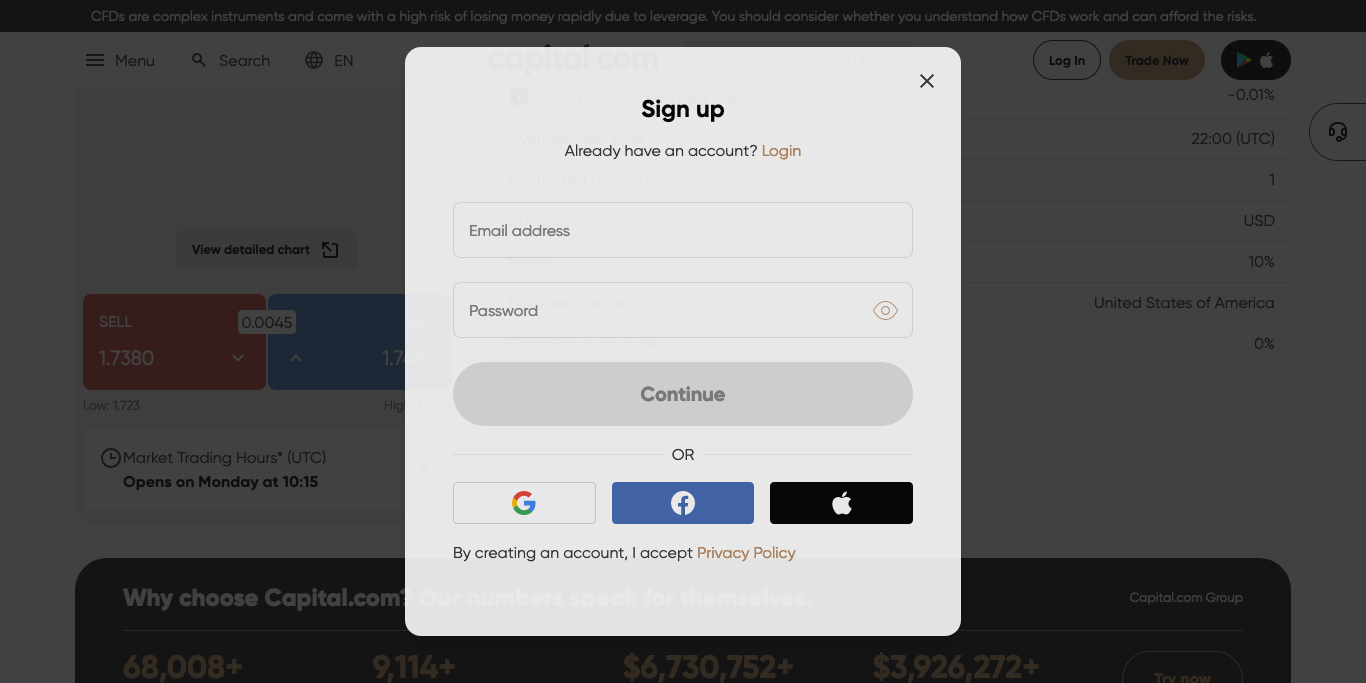 CFDs are complex instruments and come with a high risk of losing money rapidly due to leverage. You should consider whether you understand how CFDs work and can afford the risks.
Menu
Search
EN
capital.com
Log In
Trade Now
-0.01%
22:00 (UTC)
1
USD
10%
United States of America
0%
View detailed chart
SELL
0.0045
1.7380
Low: 1.723
Market Trading Hours* (UTC)
Opens on Monday at 10:15
Sign up
Already have an account? Login
Email address
Password
Continue
OR
By creating an account, I accept Privacy Policy
Why choose Capital.com? Our numbers speak for themselves.
Capital.com Group
68,008+
9,114+
$6,730,752+
$3,926,272+
Try now